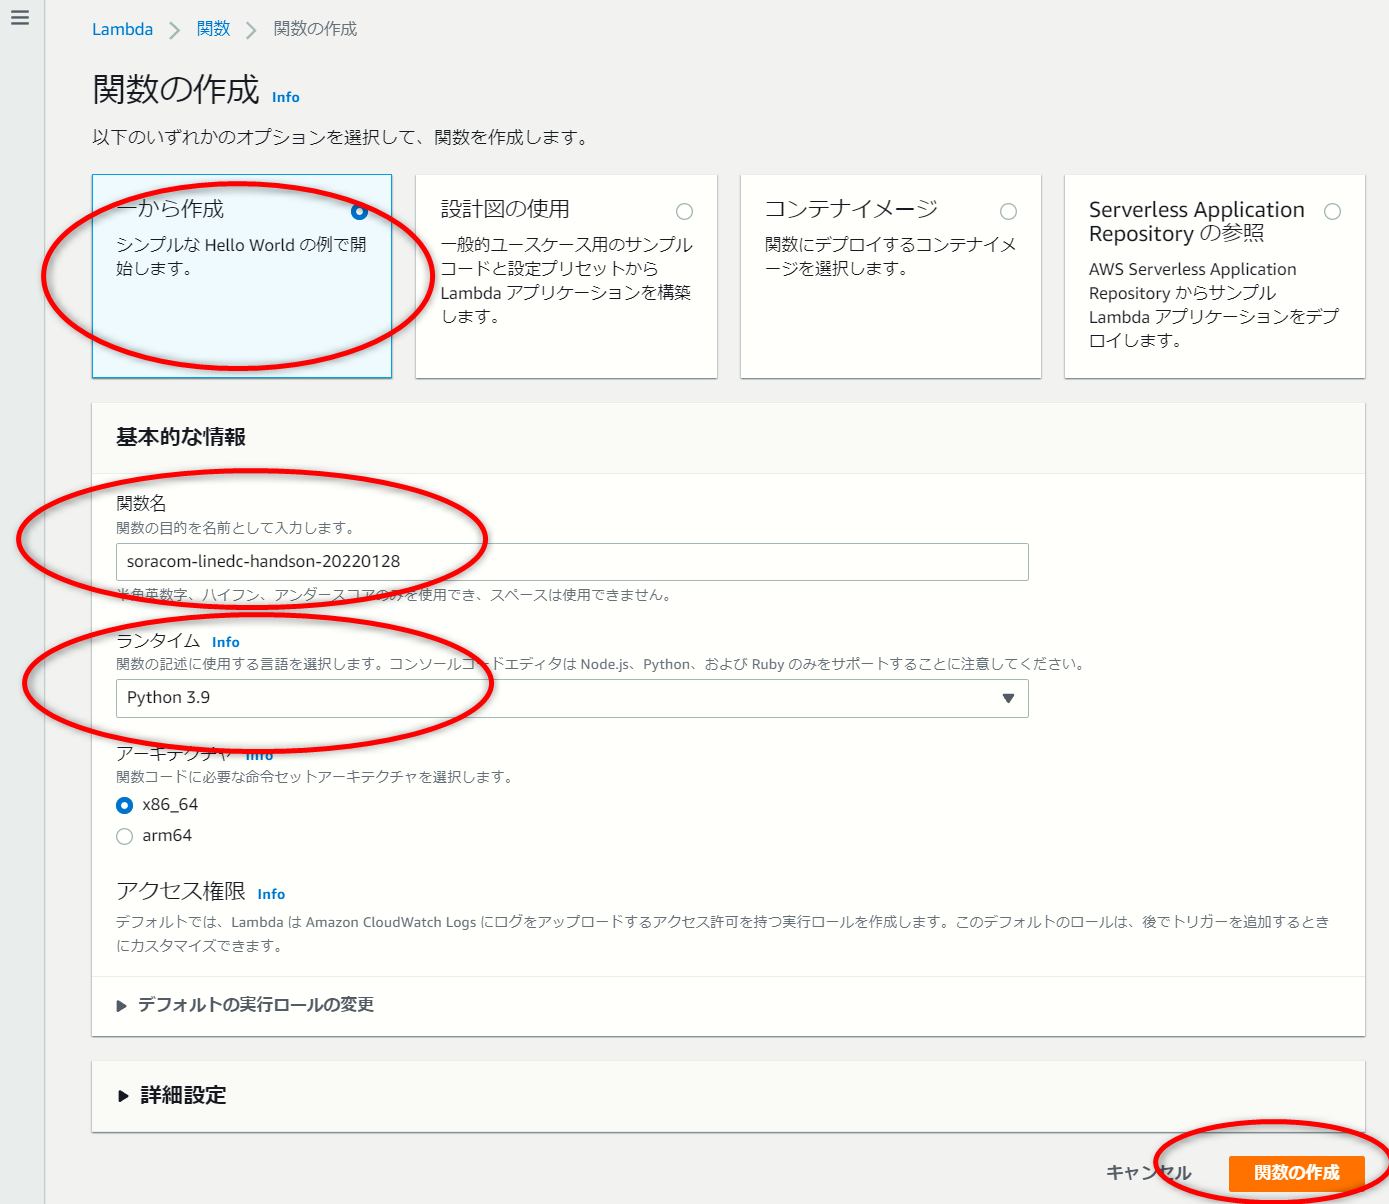 Lambda > 関数 > 関数の作成
関数の作成 Info
以下のいずれかのオプションを選択して、関数を作成します。
一から作成
シンプルな Hello World の例で開
始します。
設計図の使用
一般的ユースケース用のサンプル
コードと設定プリセットから
Lambda アプリケーションを構築
します。
コンテナイメージ
関数にデプロイするコンテナイメ
ージを選択します。
Serverless Application
Repository の参照
AWS Serverless Application
Repository からサンプル
Lambda アプリケーションをデプ
ロイします。
基本的な情報
関数名
関数の目的を名前として入力します。
soracom-linedc-handson-20220128
半角英数字、ハイフン、アンダースコアのみを使用でき、スペースは使用できません。
ランタイム Info
関数の記述に使用する言語を選択します。コンソールコードエディタは Node.js、Python、および Ruby のみをサポートすることに注意してください。
Python 3.9
アーキテクチャ Info
関数コードに必要な命令セットアーキテクチャを選択します。
x86_64
arm64
アクセス権限 Info
デフォルトでは、Lambda は Amazon CloudWatch Logs にログをアップロードするアクセス許可を持つ実行ロールを作成します。このデフォルトのロールは、後でトリガーを追加するとき
にカスタマイズできます。
デフォルトの実行ロールの変更
詳細設定
キャンセル 関数の作成